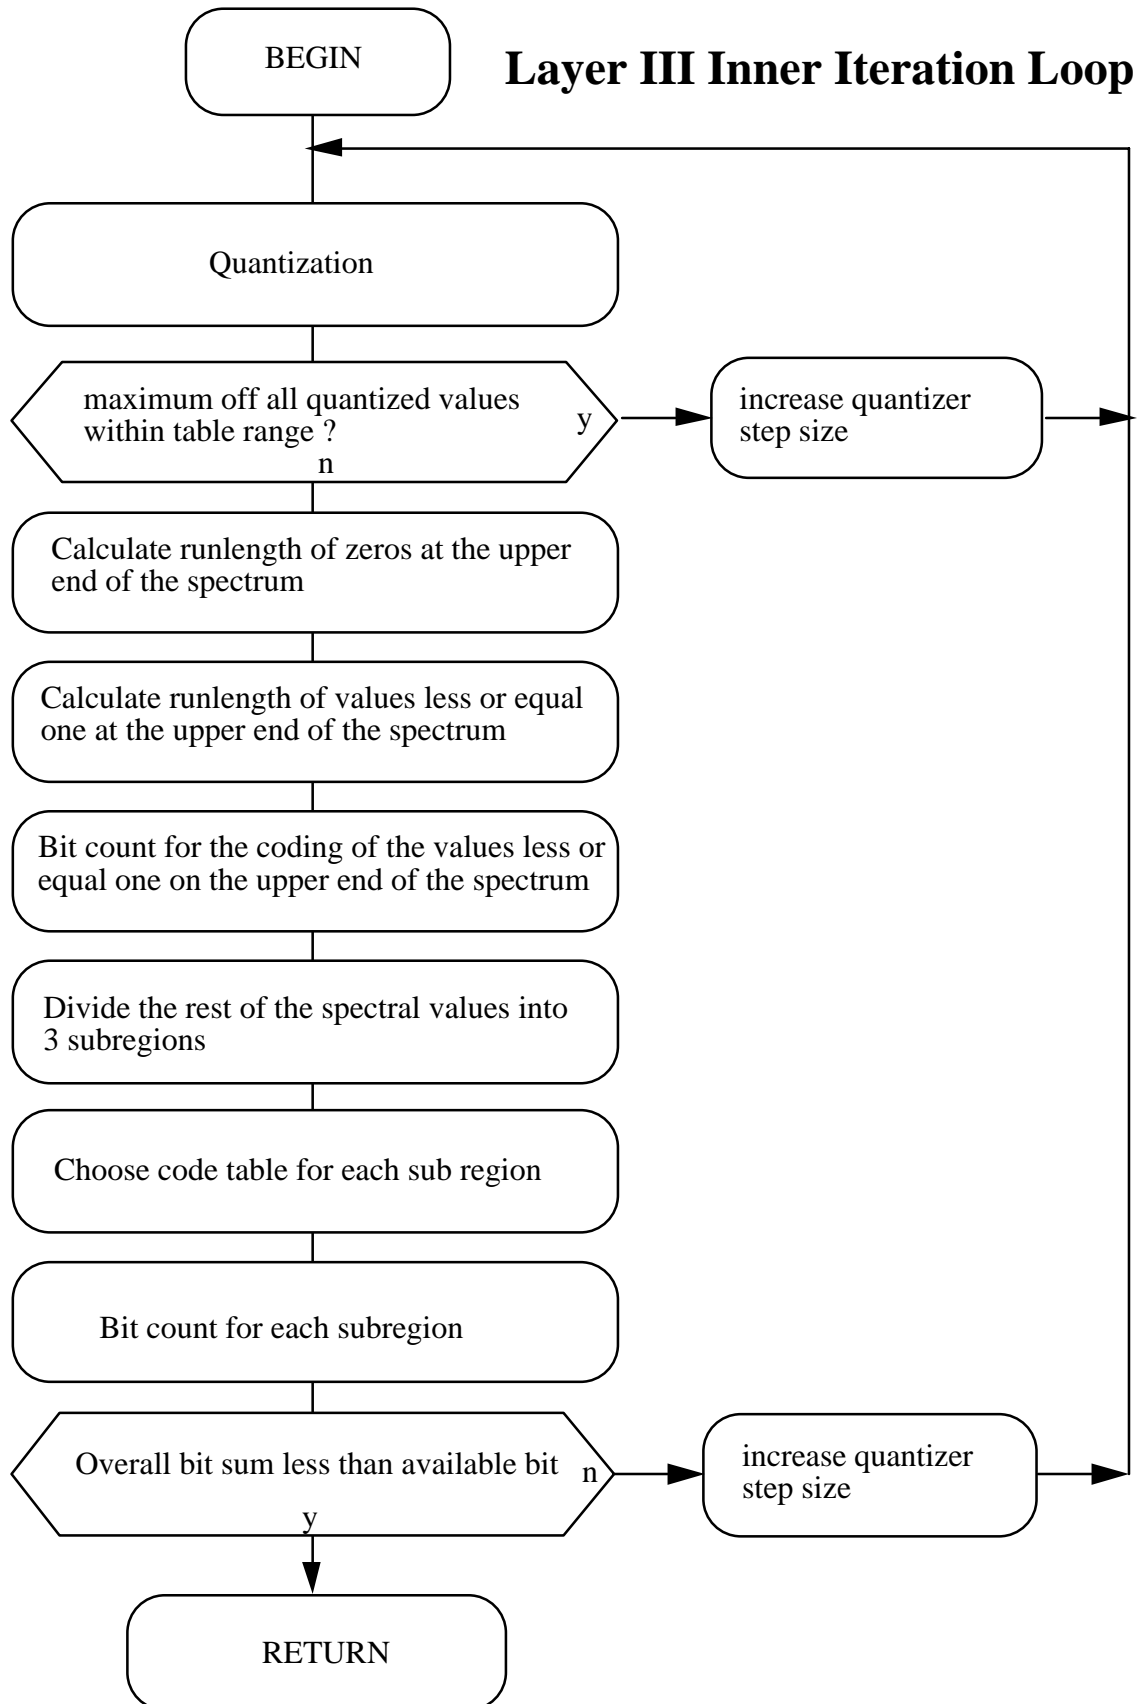 BEGIN
Layer III Inner Iteration Loop
Quantization
maximum off all quantized values
within table range ?
y
n
increase quantizer
step size
Calculate runlength of zeros at the upper
end of the spectrum
Calculate runlength of values less or equal
one at the upper end of the spectrum
Bit count for the coding of the values less or
equal one on the upper end of the spectrum
Divide the rest of the spectral values into
3 subregions
Choose code table for each sub region
Bit count for each subregion
Overall bit sum less than available bit
n
y
increase quantizer
step size
RETURN